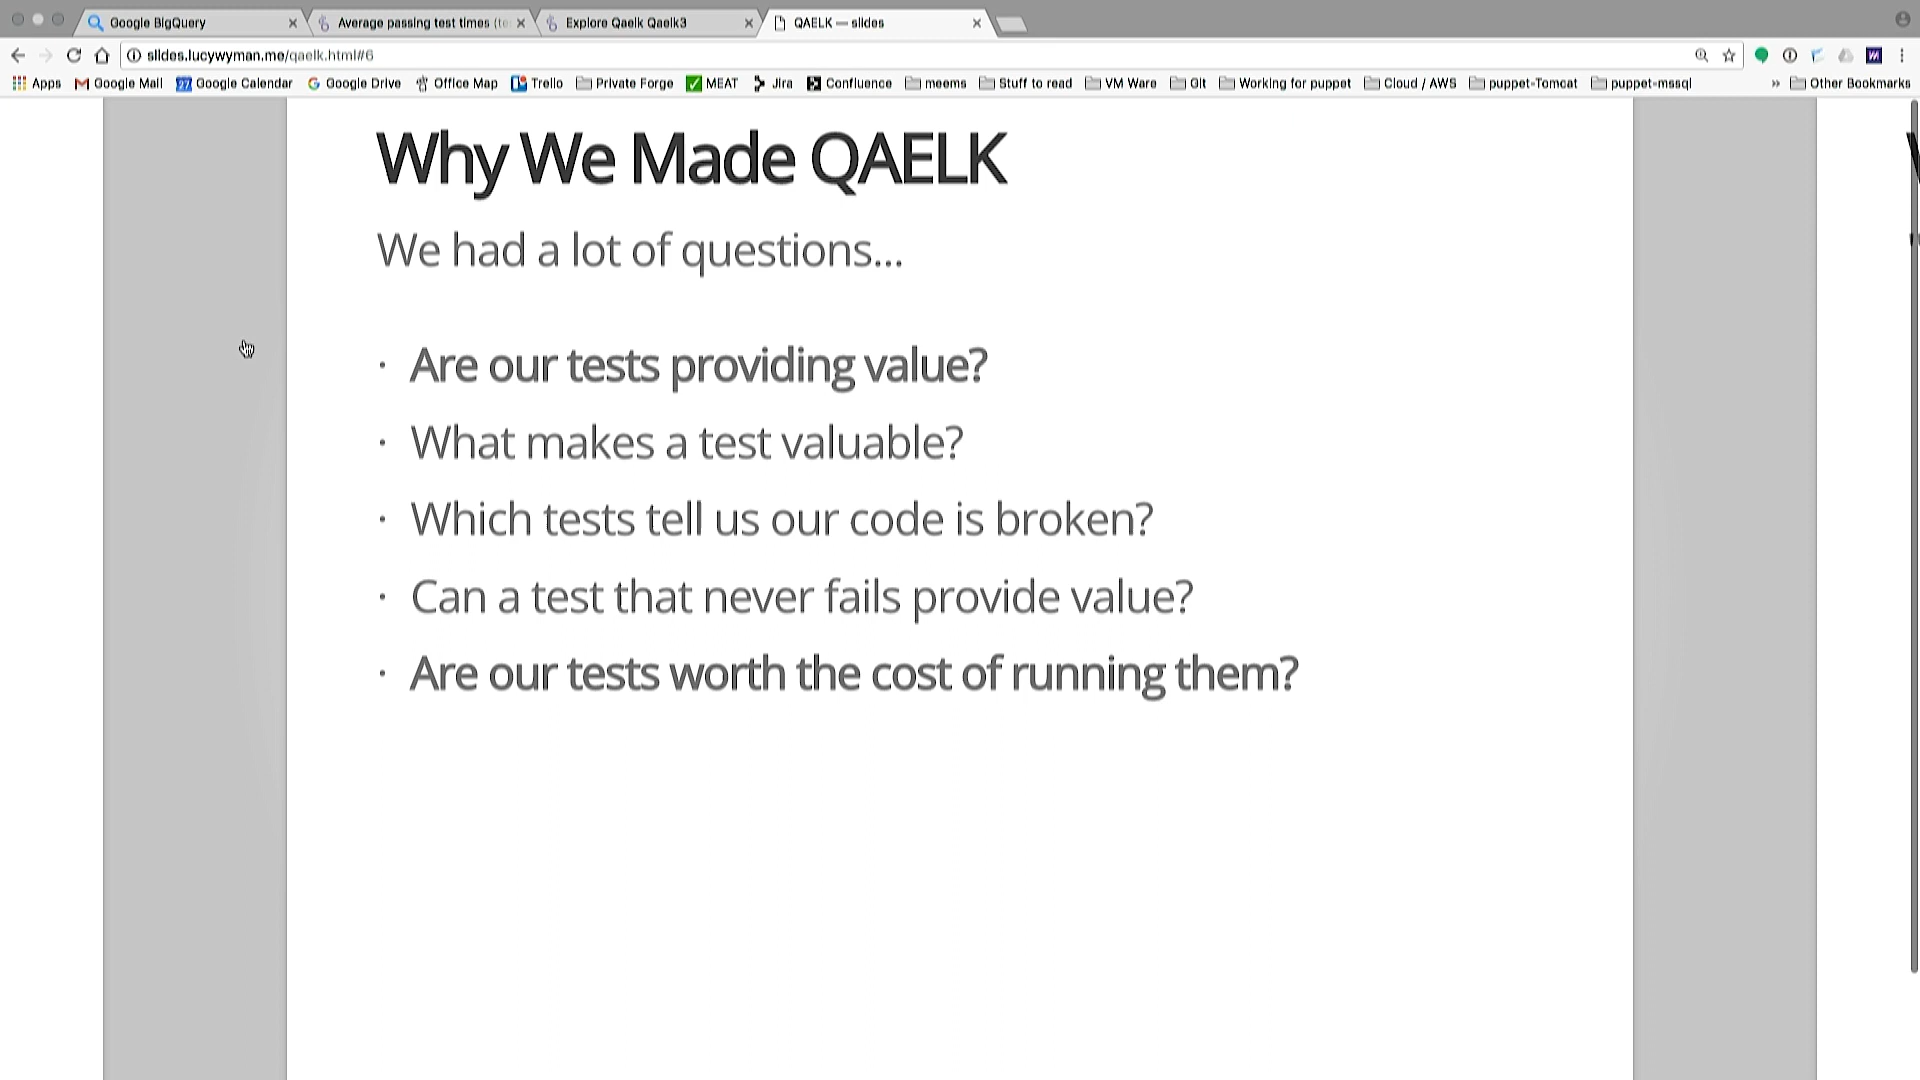 Google BigQuery
Average passing test times (te
Explore Qaelk Qaelk3
QAELK — slides
slides.lucywyman.me/qaelk.html#6
Apps
Google Mail
27 Google Calendar
Google Drive
Office Map
Trello
Private Forge
MEAT
Jira
Confluence
meems
Stuff to read
VM Ware
Git
Working for puppet
Cloud / AWS
puppet-Tomcat
puppet-mssql
»
Other Bookmarks
Why We Made QAELK
We had a lot of questions...
· Are our tests providing value?
· What makes a test valuable?
· Which tests tell us our code is broken?
· Can a test that never fails provide value?
· Are our tests worth the cost of running them?